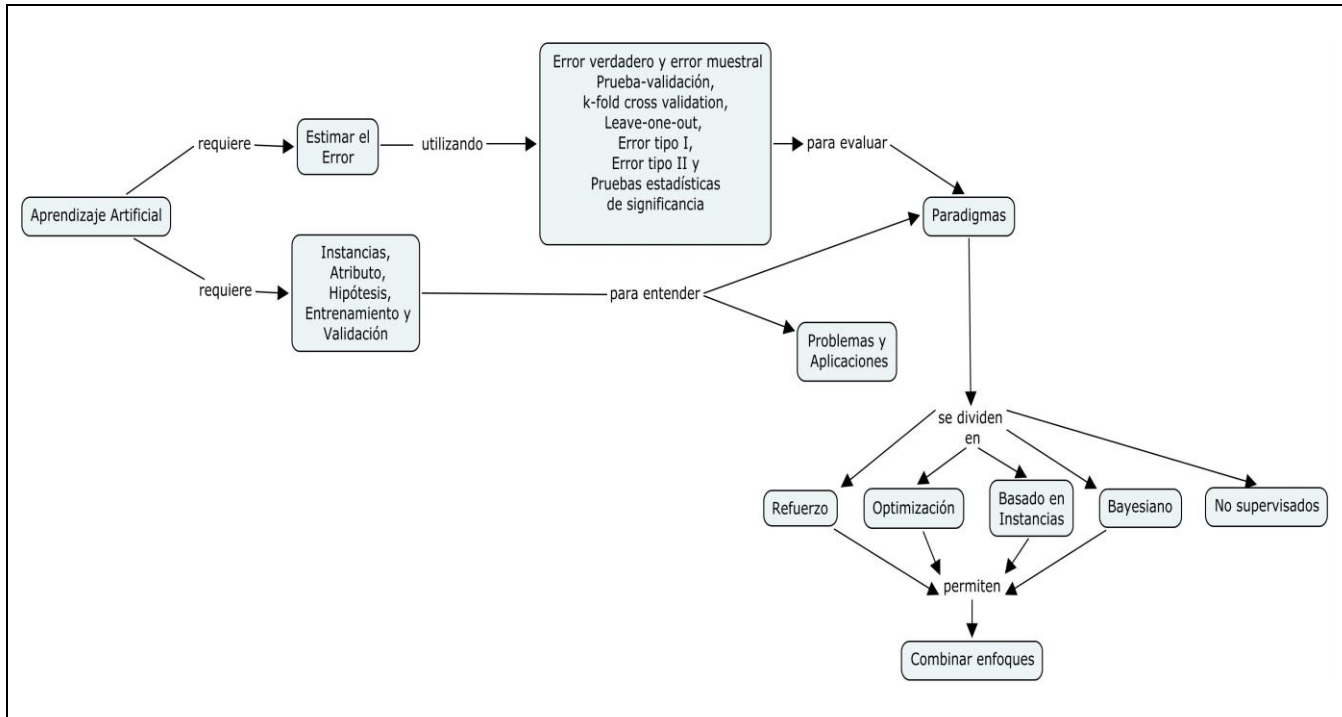 Error verdadero y error muestral
Prueba-validación,
k-fold cross validation,
Leave-one-out,
Error tipo I,
Error tipo II y
Pruebas estadísticas
de significancia
requiere
Estimar el
Error
utilizando
para evaluar
Aprendizaje Artificial
Paradigmas
requiere
Instancias,
Atributo,
Hipótesis,
Entrenamiento y
Validación
para entender
Problemas y
Aplicaciones
se dividen
en
Refuerzo
Optimización
Basado en
Instancias
Bayesiano
No supervisados
permiten
Combinar enfoques